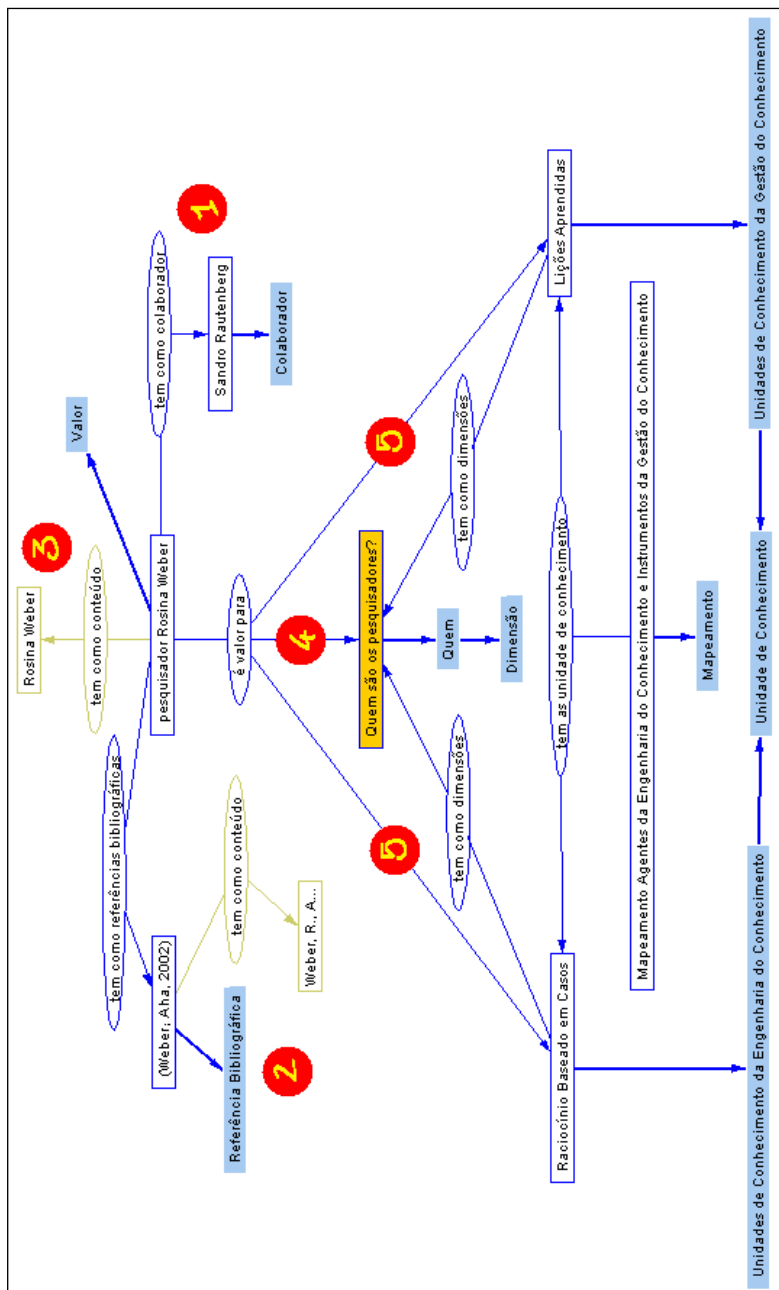 Rosina Weber
3
tem como conteúdo
Valor
tem como referências bibliográficas
pesquisador Rosina Weber
tem como colaborador
1
(Weber; Aha, 2002)
Sandro Rautenberg
Referência Bibliográfica
tem como conteúdo
é valor para
Colaborador
2
Weber, R., A...
4
5
5
Quem são os pesquisadores?
tem como dimensões
Quem
tem como dimensões
Dimensão
Raciocínio Baseado em Casos
tem as unidade de conhecimento
Lições Aprendidas
Mapeamento Agentes da Engenharia do Conhecimento e Instrumentos da Gestão do Conhecimento
Mapeamento
Unidades de Conhecimento da Engenharia do Conhecimento
Unidade de Conhecimento
Unidades de Conhecimento da Gestão do Conhecimento